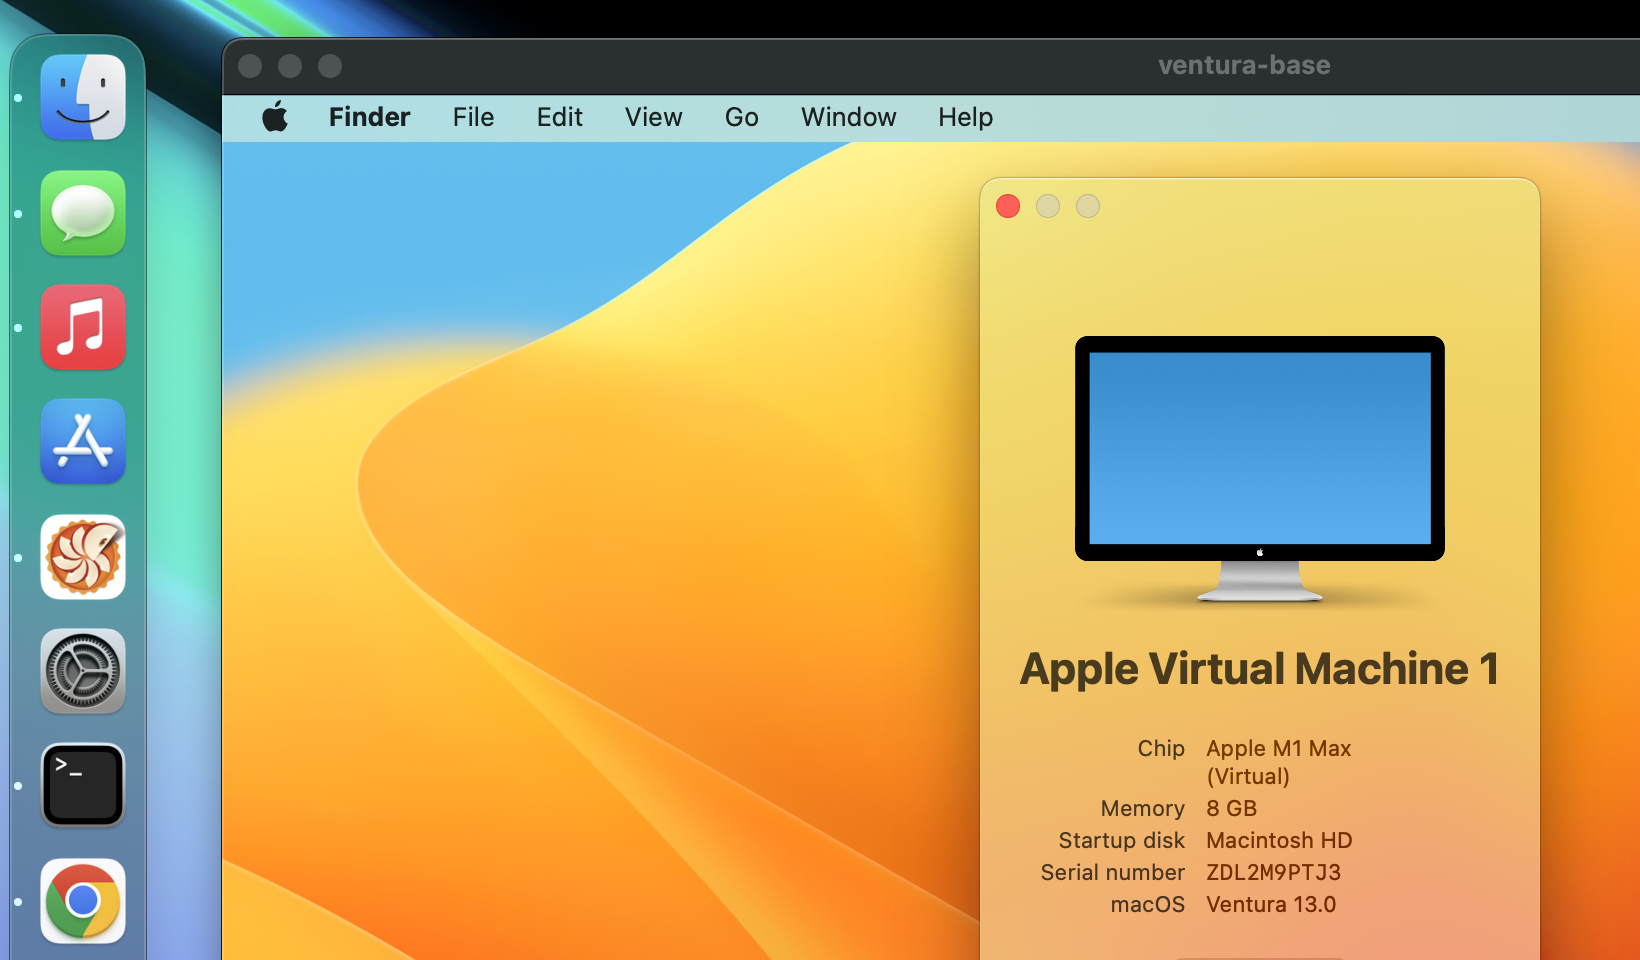 ventura-base
Finder File Edit View Go Window Help
>_
Apple Virtual Machine 1
Chip Apple M1 Max
(Virtual)
Memory 8 GB
Startup disk Macintosh HD
Serial number ZDL2M9PTJ3
macOS Ventura 13.0